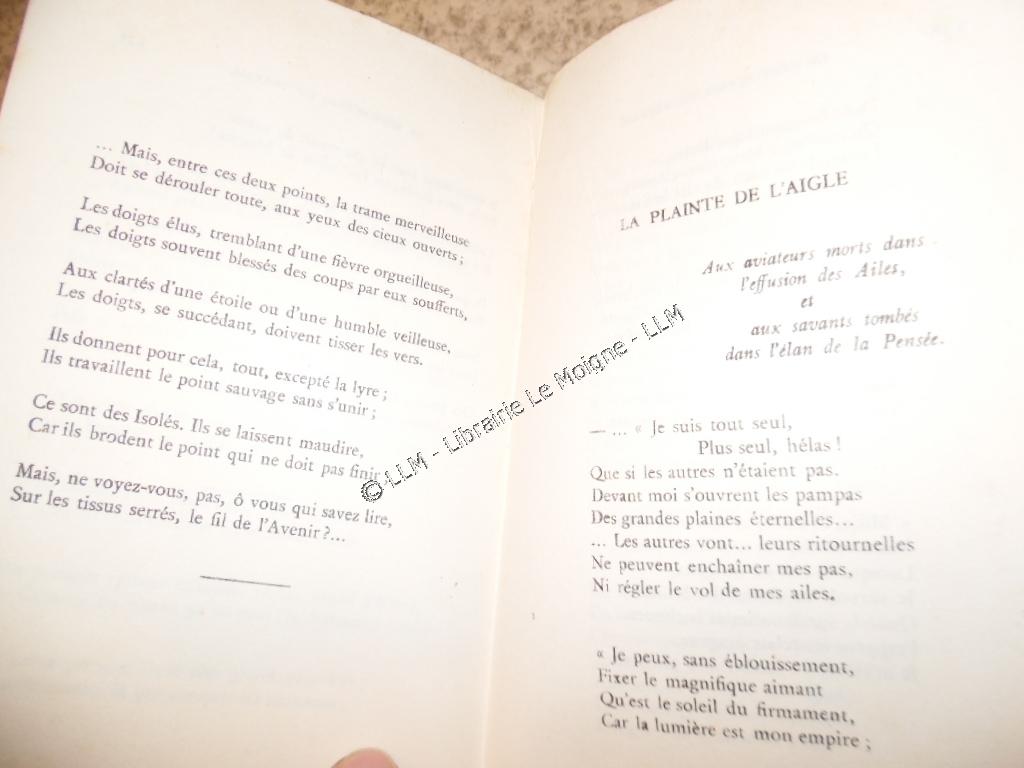 ... Mais, entre ces deux points, la trame merveilleuse
Doit se dérouler toute, aux yeux des cieux ouverts ;
Les doigts élus, tremblant d'une fièvre orgueilleuse,
Les doigts souvent blessés des coups par eux soufferts,
Aux clartés d'une étoile ou d'une humble veilleuse,
Les doigts, se succédant, doivent tisser les vers.
Ils donnent pour cela, tout, excepté la lyre ;
Ils travaillent le point sauvage sans s'unir ;
Ce sont des Isolés. Ils se laissent maudire,
Car ils brodent le point qui ne doit pas finir
Mais, ne voyez-vous, pas, ô vous qui savez lire,
Sur les tissus serrés, le fil de l'Avenir ?...
LA PLAINTE DE L'AIGLE
Aux aviateurs morts dans
l'effusion des Ailes,
et
aux savants tombés
dans l'élan de la Pensée.
— ... « Je suis tout seul,
Plus seul, hélas !
Que si les autres n'étaient pas.
Devant moi s'ouvrent les pampas
Des grandes plaines éternelles...
... Les autres vont... leurs ritournelles
Ne peuvent enchaîner mes pas,
Ni régler le vol de mes ailes.
« Je peux, sans éblouissement,
Fixer le magnifique aimant
Qu'est le soleil du firmament,
Car la lumière est mon empire ;
© LLM - Librairie Le Moigne - LLM